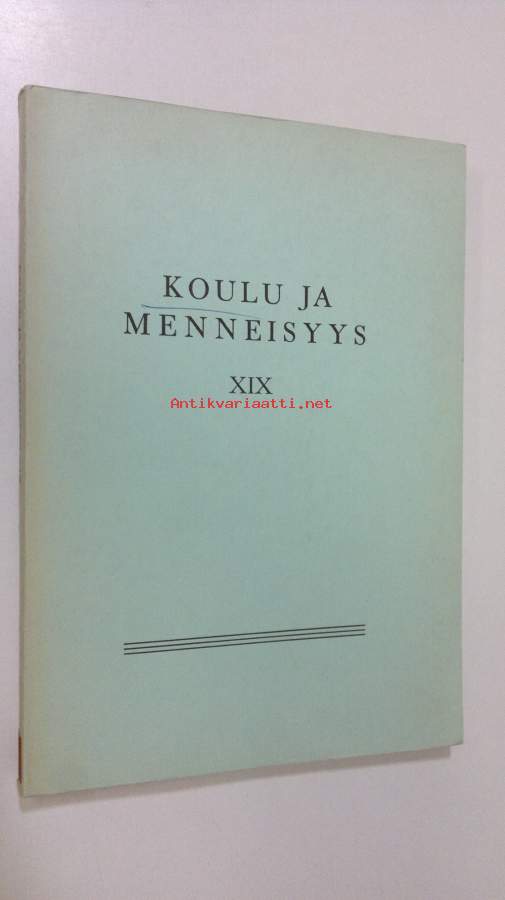 KOULU JA
MENNEISYYS
XIX
Antikvariaatti.net